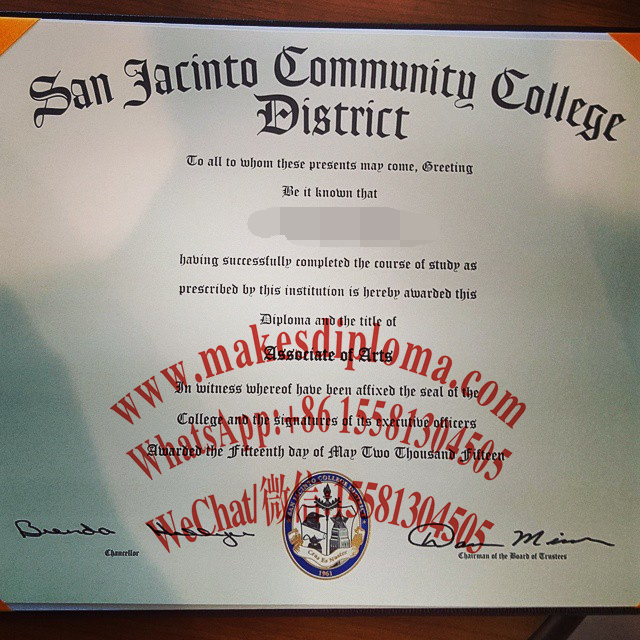 San Jacinto Community College
District
To all to whom these presents may come, Greeting
Be it known that
having successfully completed the course of study as
prescribed by this institution is hereby awarded this
Diploma and the title of
Associate of Arts
www.makesdiploma.com
In witness whereof have been affixed the seal of the
College and the signatures of its executive officers
WhatsApp:+86 15581304505
Awarded the Fifteenth day of May Two Thousand Fifteen
WeChat/微信:15581304505
Brenda
Chancellor
1961
Chairman of the Board of Trustees